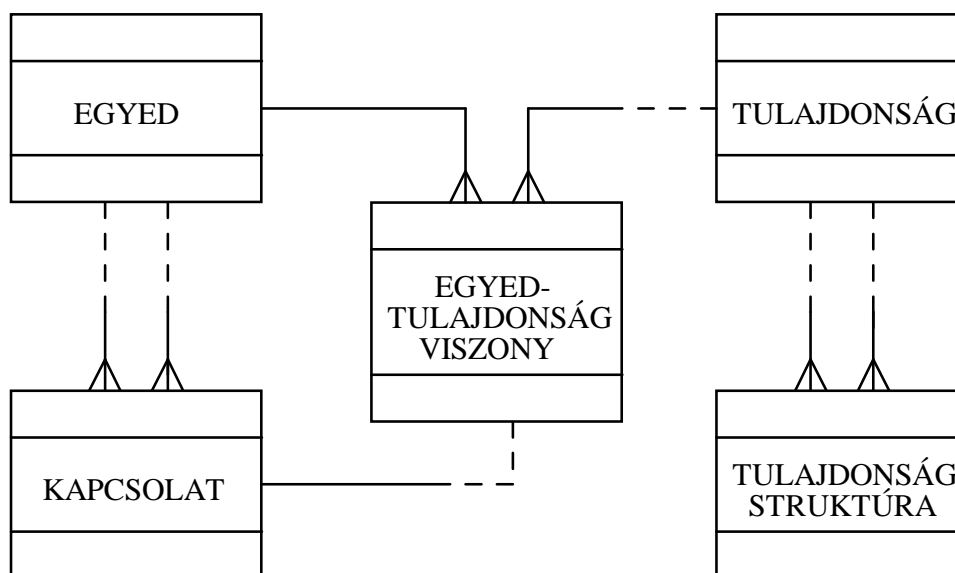 EGYED
TULAJDONSÁG
EGYED-
TULAJDONSÁG
VISZONY
KAPCSOLAT
TULAJDONSÁG
STRUKTÚRA